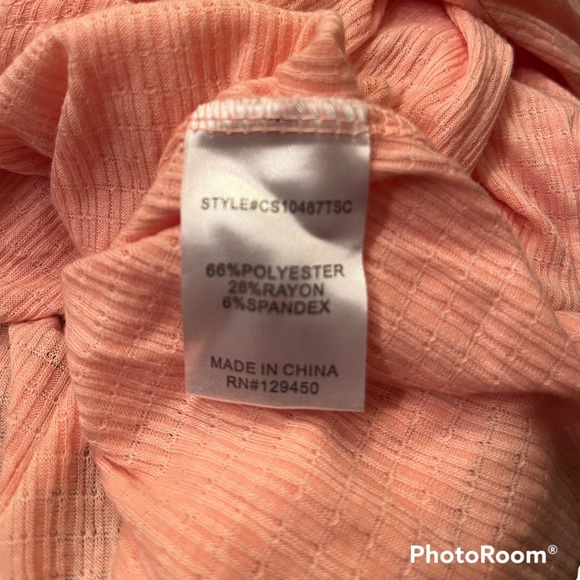 STYLE#CS10487TSC
66%POLYESTER
28%RAYON
6%SPANDEX
MADE IN CHINA
RN#129450
PhotoRoom®